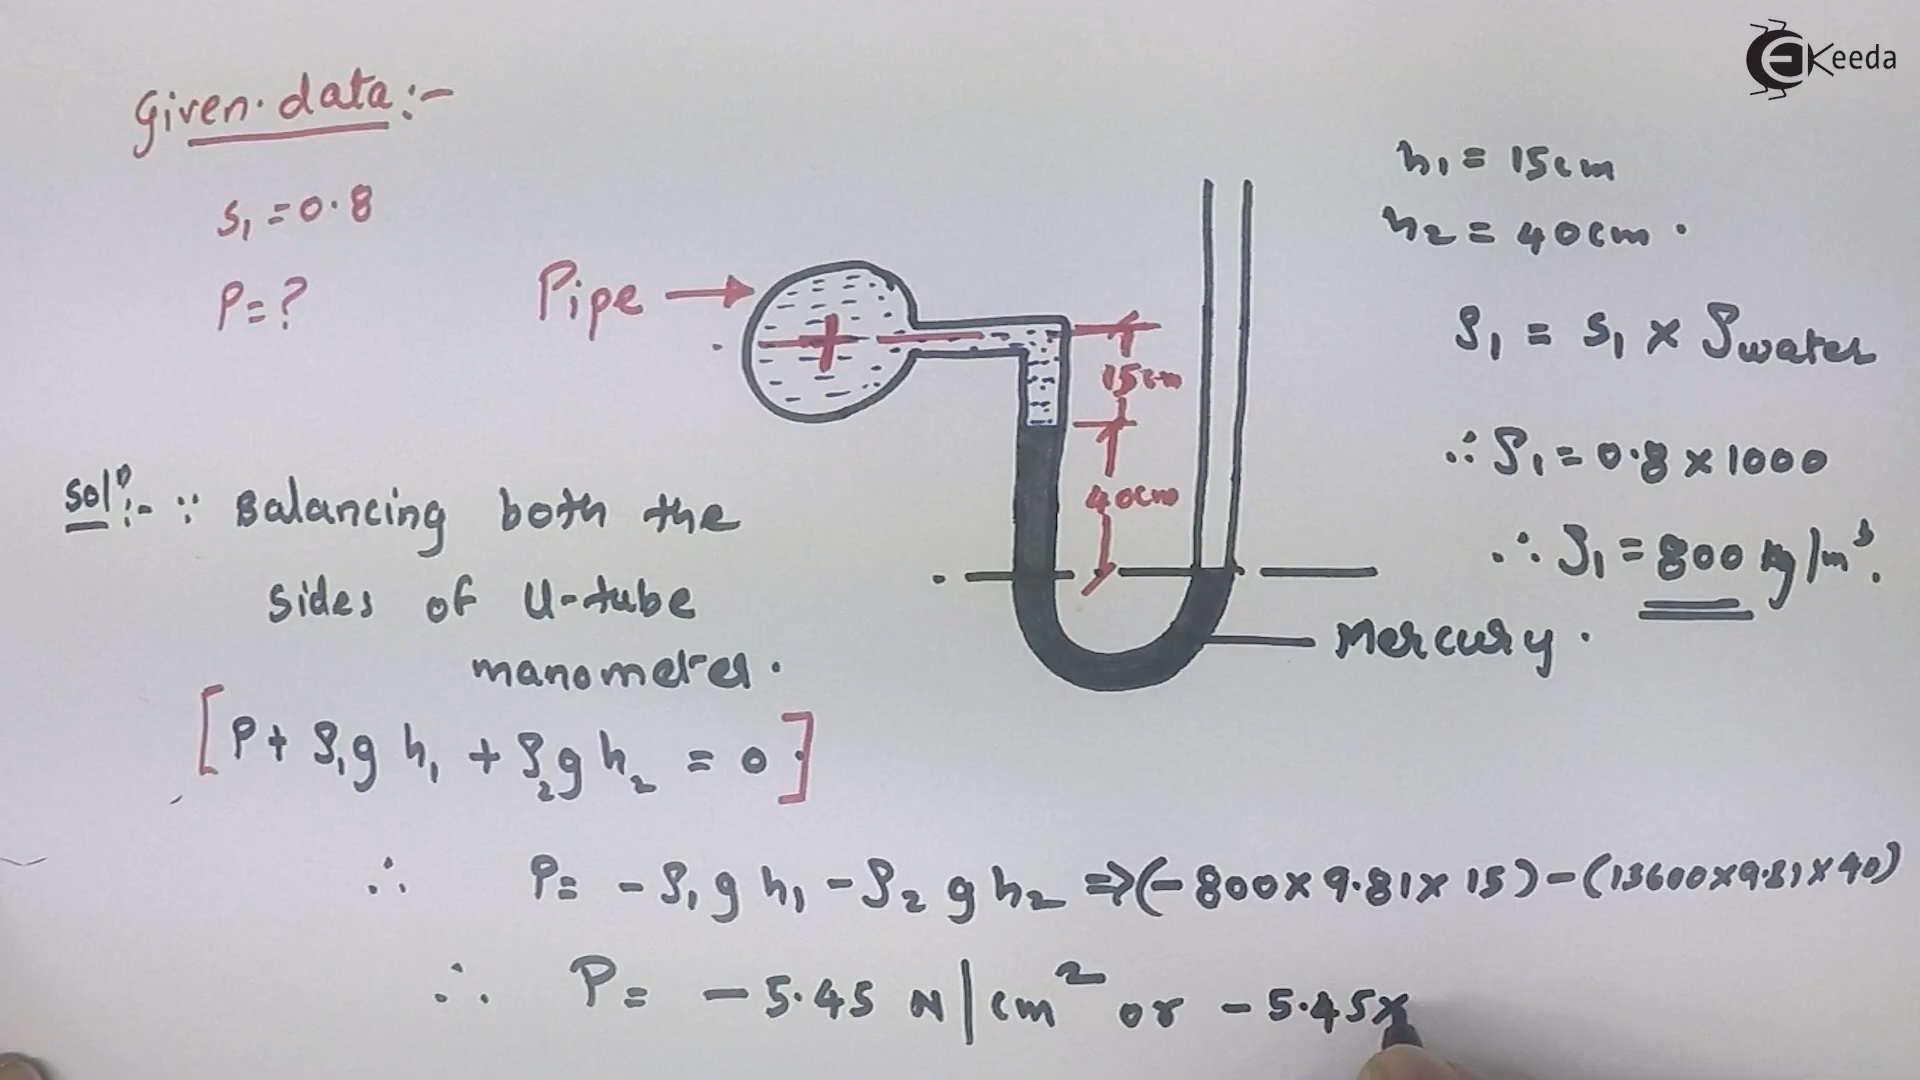 Keeda
Given data:-
S₁ = 0.8
P = ?
Pipe
15cm
40cm
Mercury.
h₁ = 15cm
h₂ = 40cm.
ρ₁ = S₁ × ρwater
∴ ρ₁ = 0.8 × 1000
∴ ρ₁ = 800 kg/m³.
Solⁿ:- ∵ Balancing both the
sides of U-tube
manometer.
[P + ρ₁g h₁ + ρ₂g h₂ = 0]
∴ P = - ρ₁ g h₁ - ρ₂ g h₂ ⇒ (- 800 × 9.81 × 15) - (13600 × 9.81 × 40)
∴ P = - 5.45 N/cm² or - 5.45×